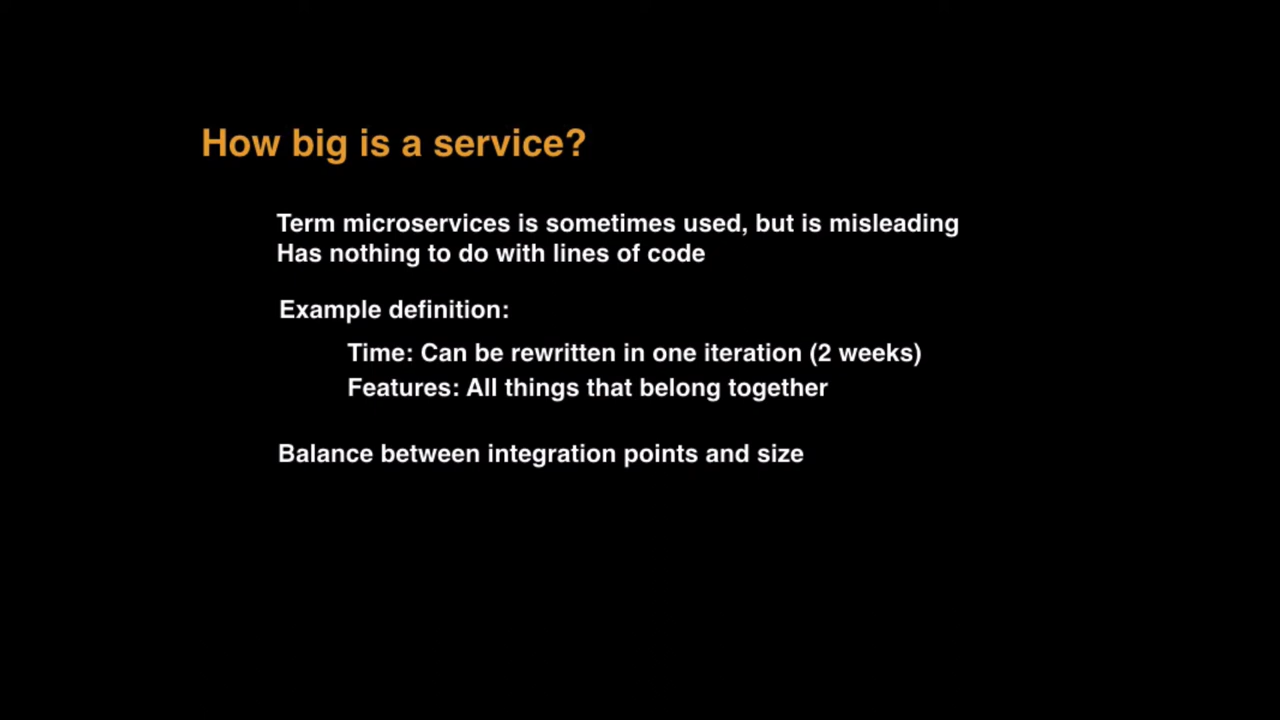 How big is a service?
Term microservices is sometimes used, but is misleading
Has nothing to do with lines of code
Example definition:
Time: Can be rewritten in one iteration (2 weeks)
Features: All things that belong together
Balance between integration points and size